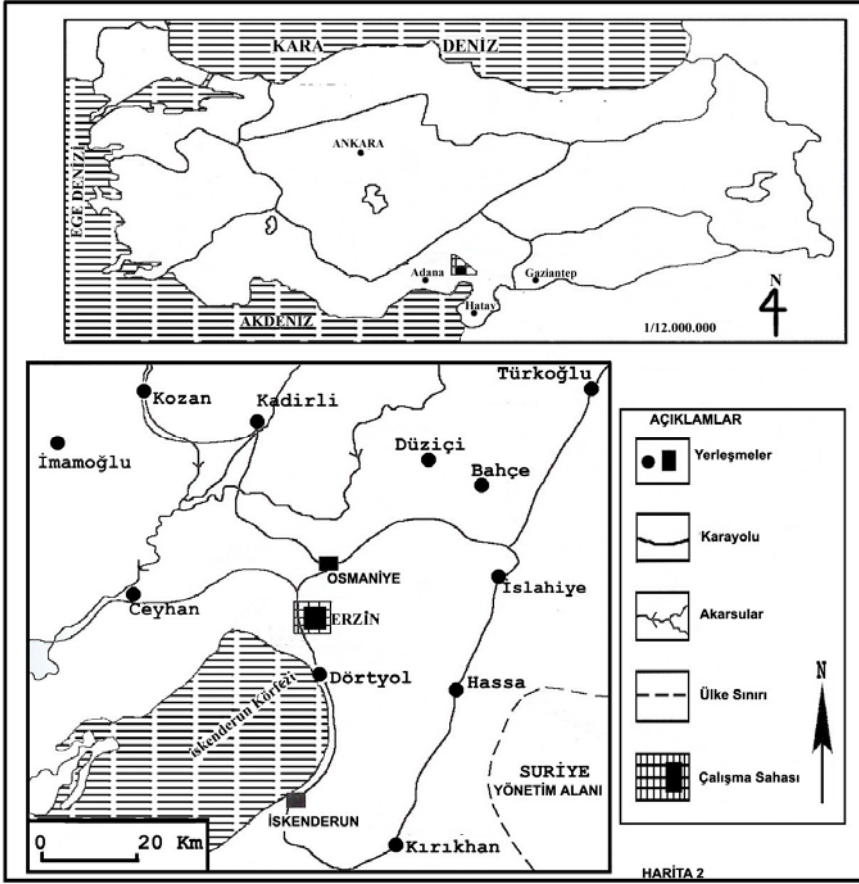 KARA DENİZ
EGE DENİZİ
ANKARA
Adana
Gaziantep
Hatay
AKDENİZ
N
1/12.000.000
Türkoğlu
Kozan
Kadirli
İmamoğlu
Düziçi
Bahçe
OSMANİYE
İslahiye
Ceyhan
ERZİN
Dörtyol
Hassa
İskenderun Körfezi
SURİYE
YÖNETİM ALANI
İSKENDERUN
Kırıkhan
0 20 Km
AÇIKLAMLAR
Yerleşmeler
Karayolu
Akarsular
Ülke Sınırı
N
Çalışma Sahası
HARİTA 2